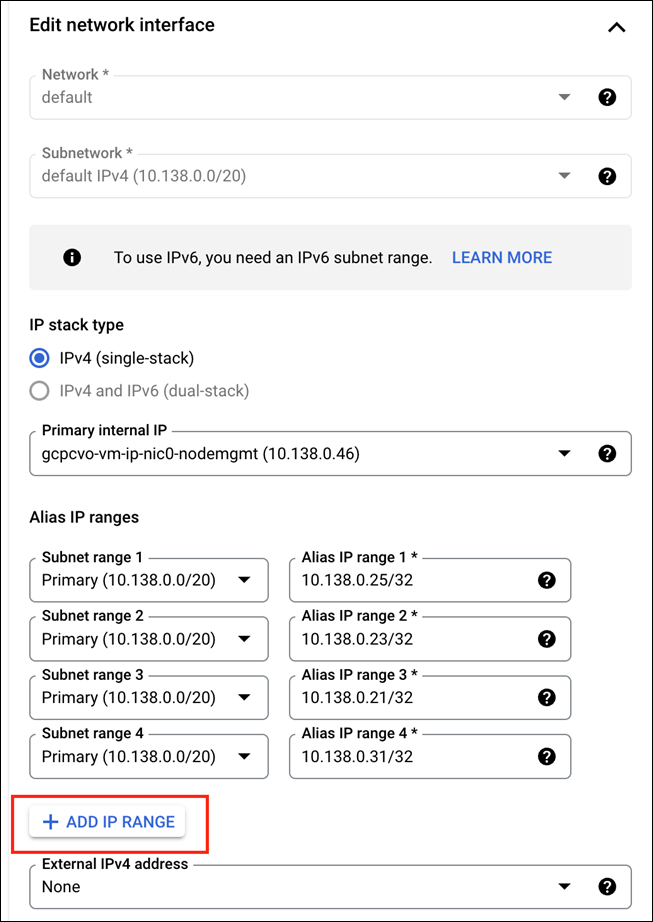 Edit network interface
Network *
default
Subnetwork *
default IPv4 (10.138.0.0/20)
To use IPv6, you need an IPv6 subnet range. LEARN MORE
IP stack type
IPv4 (single-stack)
IPv4 and IPv6 (dual-stack)
Primary internal IP
gcpcvo-vm-ip-nic0-nodemgmt (10.138.0.46)
Alias IP ranges
Subnet range 1 Alias IP range 1 *
Primary (10.138.0.0/20) 10.138.0.25/32
Subnet range 2 Alias IP range 2 *
Primary (10.138.0.0/20) 10.138.0.23/32
Subnet range 3 Alias IP range 3 *
Primary (10.138.0.0/20) 10.138.0.21/32
Subnet range 4 Alias IP range 4 *
Primary (10.138.0.0/20) 10.138.0.31/32
+ ADD IP RANGE
External IPv4 address
None